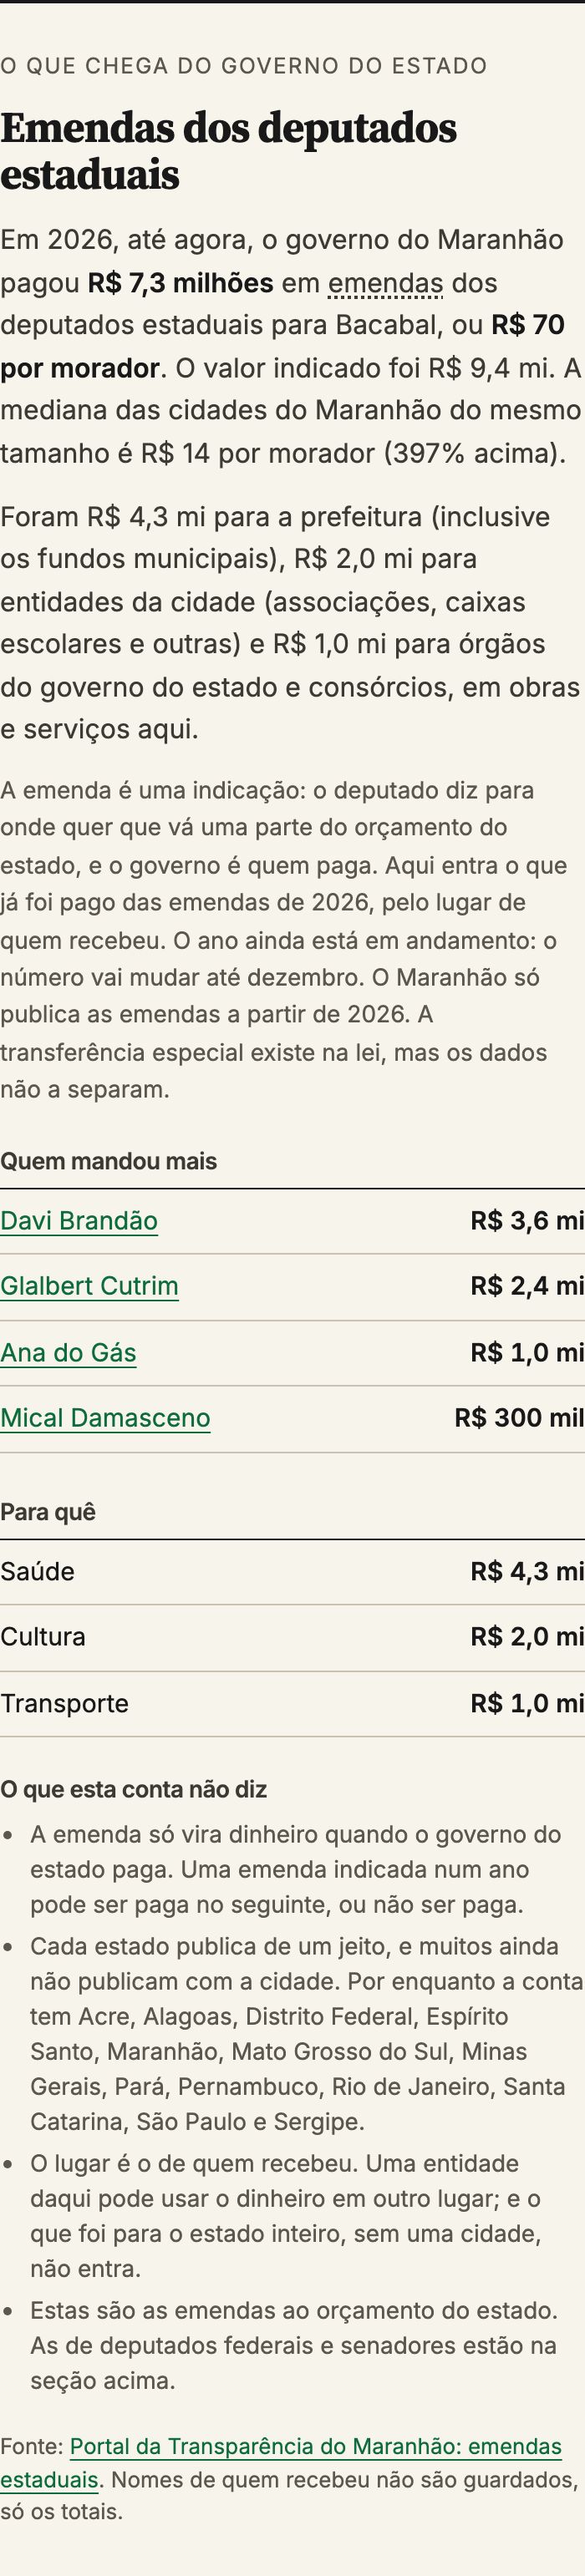 O QUE CHEGA DO GOVERNO DO ESTADO
Emendas dos deputados
estaduais
Em 2026, até agora, o governo do Maranhão
pagou R$ 7,3 milhões em emendas dos
deputados estaduais para Bacabal, ou R$ 70
por morador. O valor indicado foi R$ 9,4 mi. A
mediana das cidades do Maranhão do mesmo
tamanho é R$ 14 por morador (397% acima).
Foram R$ 4,3 mi para a prefeitura (inclusive
os fundos municipais), R$ 2,0 mi para
entidades da cidade (associações, caixas
escolares e outras) e R$ 1,0 mi para órgãos
do governo do estado e consórcios, em obras
e serviços aqui.
A emenda é uma indicação: o deputado diz para
onde quer que vá uma parte do orçamento do
estado, e o governo é quem paga. Aqui entra o que
já foi pago das emendas de 2026, pelo lugar de
quem recebeu. O ano ainda está em andamento: o
número vai mudar até dezembro. O Maranhão só
publica as emendas a partir de 2026. A
transferência especial existe na lei, mas os dados
não a separam.
Quem mandou mais
Davi Brandão R$ 3,6 mi
Glalbert Cutrim R$ 2,4 mi
Ana do Gás R$ 1,0 mi
Mical Damasceno R$ 300 mil
Para quê
Saúde R$ 4,3 mi
Cultura R$ 2,0 mi
Transporte R$ 1,0 mi
O que esta conta não diz
• A emenda só vira dinheiro quando o governo do
estado paga. Uma emenda indicada num ano
pode ser paga no seguinte, ou não ser paga.
• Cada estado publica de um jeito, e muitos ainda
não publicam com a cidade. Por enquanto a conta
tem Acre, Alagoas, Distrito Federal, Espírito
Santo, Maranhão, Mato Grosso do Sul, Minas
Gerais, Pará, Pernambuco, Rio de Janeiro, Santa
Catarina, São Paulo e Sergipe.
• O lugar é o de quem recebeu. Uma entidade
daqui pode usar o dinheiro em outro lugar; e o
que foi para o estado inteiro, sem uma cidade,
não entra.
• Estas são as emendas ao orçamento do estado.
As de deputados federais e senadores estão na
seção acima.
Fonte: Portal da Transparência do Maranhão: emendas
estaduais. Nomes de quem recebeu não são guardados,
só os totais.